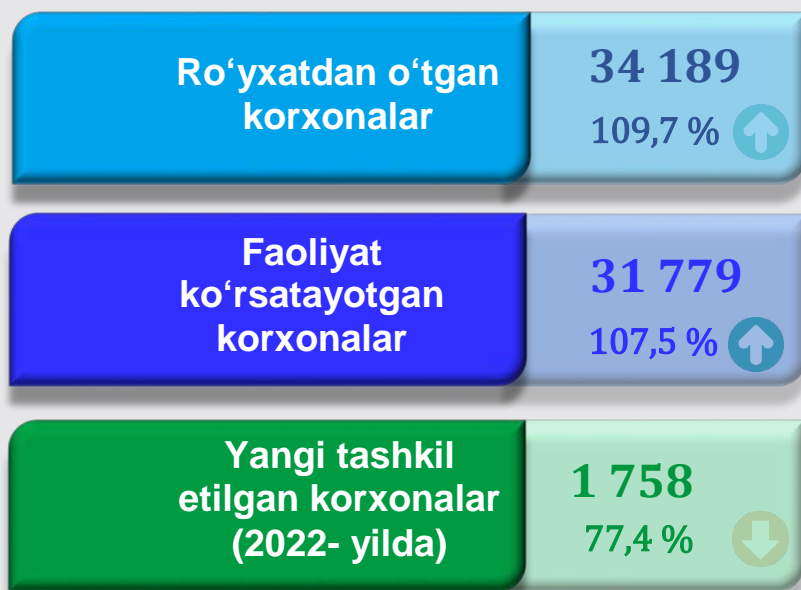 Ro‘yxatdan o‘tgan
korxonalar
34 189
109,7 %
Faoliyat
ko‘rsatayotgan
korxonalar
31 779
107,5 %
Yangi tashkil
etilgan korxonalar
(2022- yilda)
1 758
77,4 %